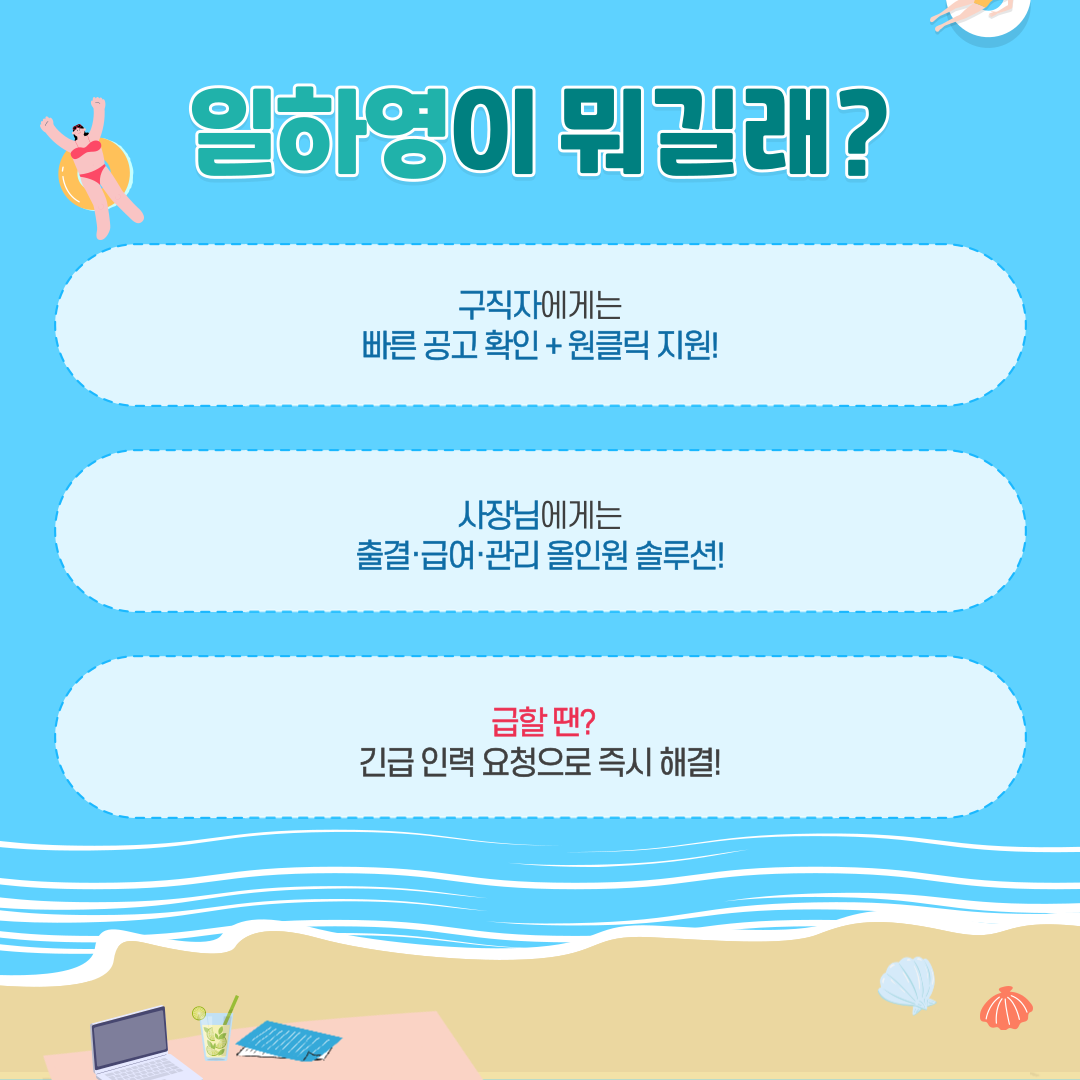 일하영이 뭐길래?
구직자에게는
빠른 공고 확인 + 원클릭 지원!
사장님에게는
출결·급여·관리 올인원 솔루션!
급할 땐?
긴급 인력 요청으로 즉시 해결!